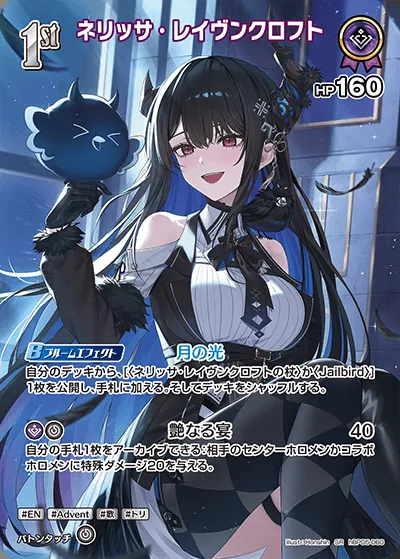 1st
ネリッサ・レイヴンクロフト
HP160
Bブルームエフェクト 月の光
自分のデッキから、[〈ネリッサ・レイヴンクロフトの杖〉か〈Jailbird〉]
1枚を公開し、手札に加える。そしてデッキをシャッフルする。
艶なる宴 40
自分の手札1枚をアーカイブできる：相手のセンターホロメンかコラボ
ホロメンに特殊ダメージ20を与える。
#EN #Advent #歌 #トリ
バトンタッチ
Illust: Monshin SR hBP05-060